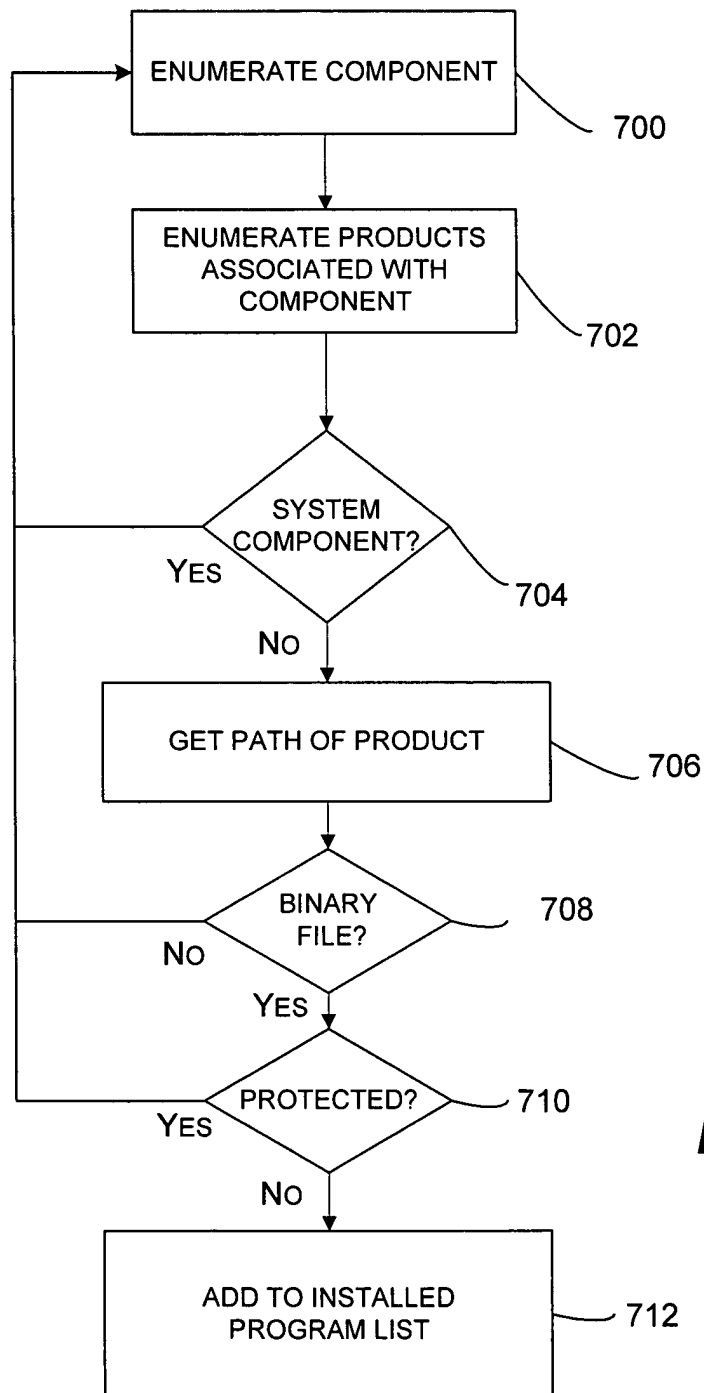 ENUMERATE COMPONENT
700
ENUMERATE PRODUCTS
ASSOCIATED WITH
COMPONENT
702
SYSTEM
COMPONENT?
704
YES
NO
GET PATH OF PRODUCT
706
BINARY
FILE?
708
NO
YES
PROTECTED?
710
YES
NO
ADD TO INSTALLED
PROGRAM LIST
712